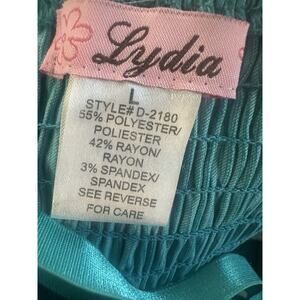 Lydia
L
STYLE# D-2180
55% POLYESTER/
POLIESTER
42% RAYON/
RAYON
3% SPANDEX/
SPANDEX
SEE REVERSE
FOR CARE